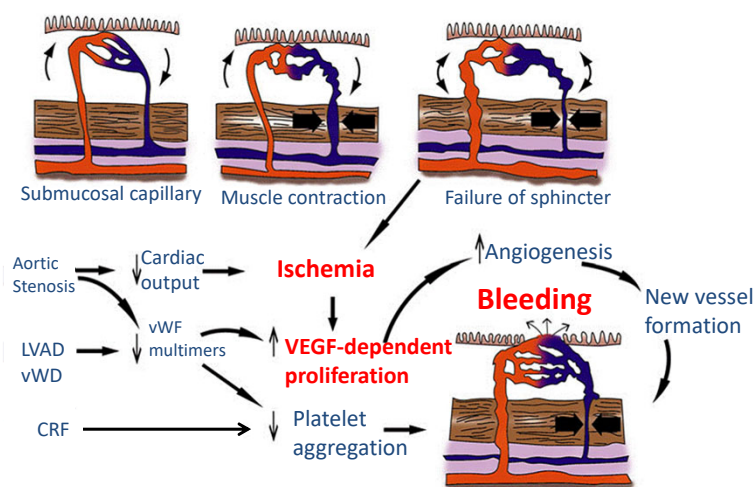 Submucosal capillary
Muscle contraction
Failure of sphincter
Aortic
Stenosis
Cardiac
output
Ischemia
Angiogenesis
Bleeding
New vessel
formation
LVAD
vWD
vWF
multimers
VEGF-dependent
proliferation
CRF
Platelet
aggregation